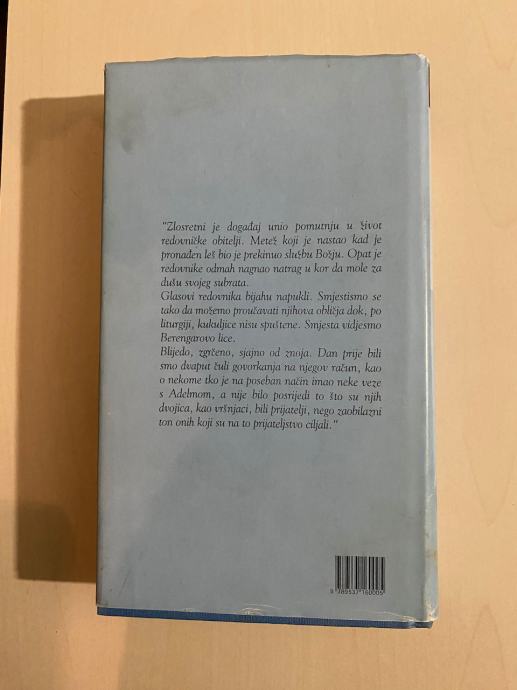 "Zlosretni je događaj unio pomutnju u život
redovničke obitelji. Metež koji je nastao kad je
pronađen leš bio je prekinuo službu Božju. Opat je
redovnike odmah nagnao natrag u kor da mole za
dušu svojeg subrata.
Glasovi redovnika bijahu napukli. Smjestismo se
tako da možemo proučavati njihova obličja dok, po
liturgiji, kukuljice nisu spuštene. Smjesta vidjesmo
Berengarovo lice.
Blijedo, zgrčeno, sjajno od znoja. Dan prije bili
smo dvaput čuli govorkanja na njegov račun, kao
o nekome tko je na poseban način imao neke veze
s Adelmom, a nije bilo posrijedi to što su njih
dvojica, kao vršnjaci, bili prijatelji, nego zaobilazni
ton onih koji su na to prijateljstvo ciljali."
9 789537 160005